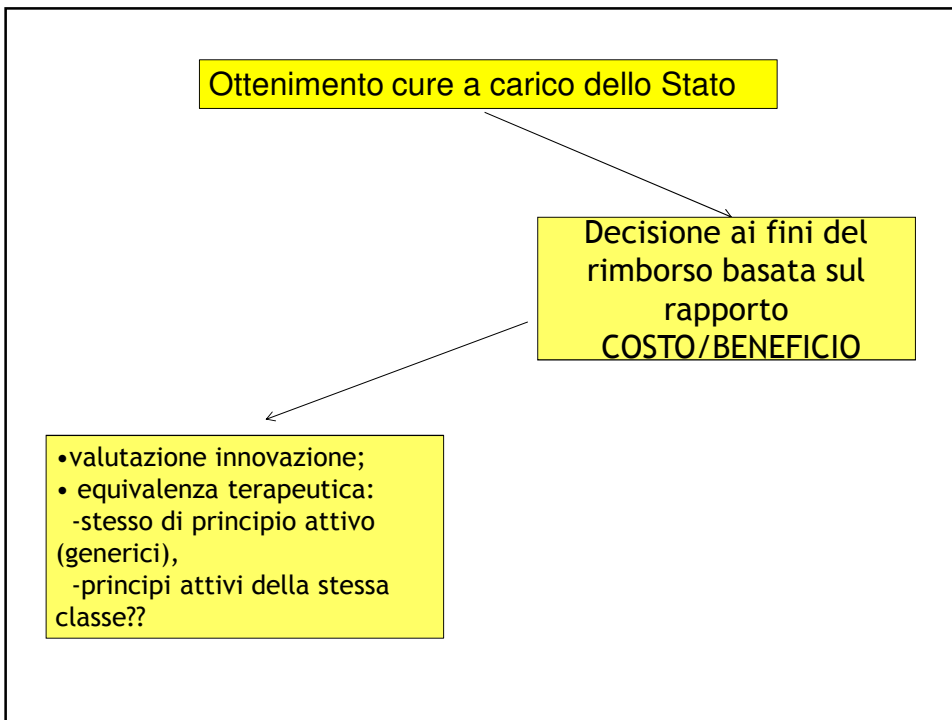 Ottenimento cure a carico dello Stato
Decisione ai fini del
rimborso basata sul
rapporto
COSTO/BENEFICIO
•valutazione innovazione;
• equivalenza terapeutica:
-stesso di principio attivo
(generici),
-principi attivi della stessa
classe??